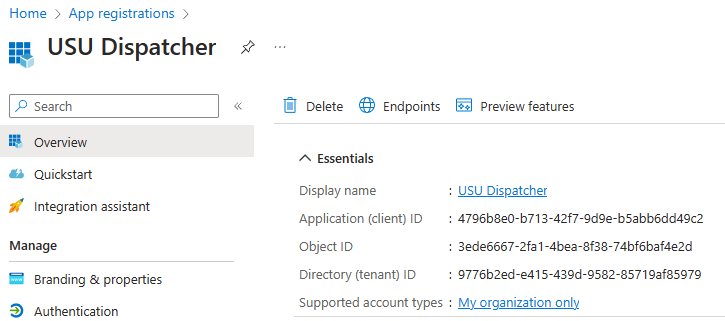 Home > App registrations >
USU Dispatcher ...
Search «
Delete Endpoints Preview features
Overview
Quickstart
Integration assistant
Manage
Branding & properties
Authentication
Essentials
Display name : USU Dispatcher
Application (client) ID : 4796b8e0-b713-42f7-9d9e-b5abb6dd49c2
Object ID : 3ede6667-2fa1-4bea-8f38-74bf6baf4e2d
Directory (tenant) ID : 9776b2ed-e415-439d-9582-85719af85979
Supported account types : My organization only